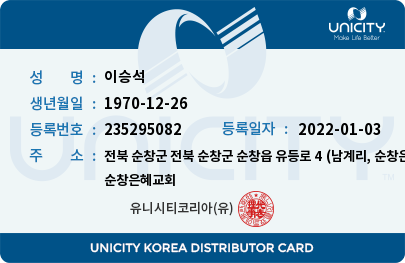 UNICITY
Make Life Better
성 명 : 이승석
생년월일 : 1970-12-26
등록번호 : 235295082 등록일자 : 2022-01-03
주 소 : 전북 순창군 전북 순창군 순창읍 유등로 4 (남계리, 순창은
순창은혜교회
UNICITY
TM
유니시티코리아(유)
UNICITY KOREA DISTRIBUTOR CARD